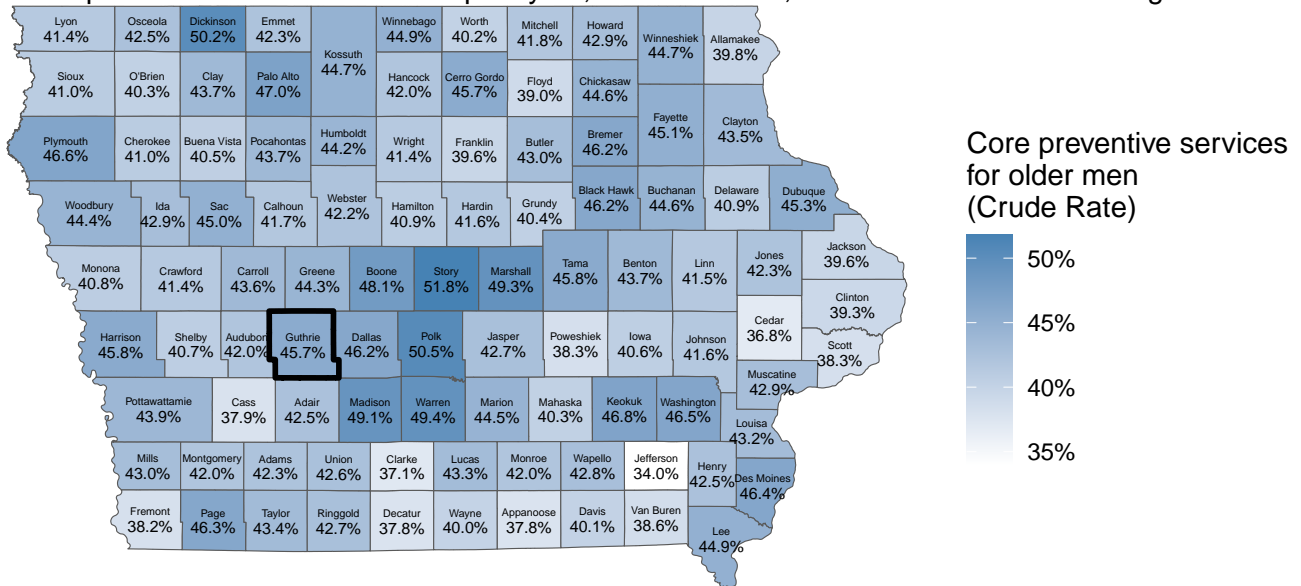 Lyon
41.4%
Osceola
42.5%
Dickinson
50.2%
Emmet
42.3%
Kossuth
44.7%
Winnebago
44.9%
Worth
40.2%
Mitchell
41.8%
Howard
42.9%
Winneshiek
44.7%
Allamakee
39.8%
Sioux
41.0%
O'Brien
40.3%
Clay
43.7%
Palo Alto
47.0%
Hancock
42.0%
Cerro Gordo
45.7%
Floyd
39.0%
Chickasaw
44.6%
Fayette
45.1%
Clayton
43.5%
Plymouth
46.6%
Cherokee
41.0%
Buena Vista
40.5%
Pocahontas
43.7%
Humboldt
44.2%
Wright
41.4%
Franklin
39.6%
Butler
43.0%
Bremer
46.2%
Woodbury
44.4%
Ida
42.9%
Sac
45.0%
Calhoun
41.7%
Webster
42.2%
Hamilton
40.9%
Hardin
41.6%
Grundy
40.4%
Black Hawk
46.2%
Buchanan
44.6%
Delaware
40.9%
Dubuque
45.3%
Monona
40.8%
Crawford
41.4%
Carroll
43.6%
Greene
44.3%
Boone
48.1%
Story
51.8%
Marshall
49.3%
Tama
45.8%
Benton
43.7%
Linn
41.5%
Jones
42.3%
Jackson
39.6%
Clinton
39.3%
Harrison
45.8%
Shelby
40.7%
Audubon
42.0%
Guthrie
45.7%
Dallas
46.2%
Polk
50.5%
Jasper
42.7%
Poweshiek
38.3%
Iowa
40.6%
Johnson
41.6%
Cedar
36.8%
Scott
38.3%
Muscatine
42.9%
Pottawattamie
43.9%
Cass
37.9%
Adair
42.5%
Madison
49.1%
Warren
49.4%
Marion
44.5%
Mahaska
40.3%
Keokuk
46.8%
Washington
46.5%
Louisa
43.2%
Mills
43.0%
Montgomery
42.0%
Adams
42.3%
Union
42.6%
Clarke
37.1%
Lucas
43.3%
Monroe
42.0%
Wapello
42.8%
Jefferson
34.0%
Henry
42.5%
Des Moines
46.4%
Fremont
38.2%
Page
46.3%
Taylor
43.4%
Ringgold
42.7%
Decatur
37.8%
Wayne
40.0%
Appanoose
37.8%
Davis
40.1%
Van Buren
38.6%
Lee
44.9%
Core preventive services
for older men
(Crude Rate)
50%
45%
40%
35%